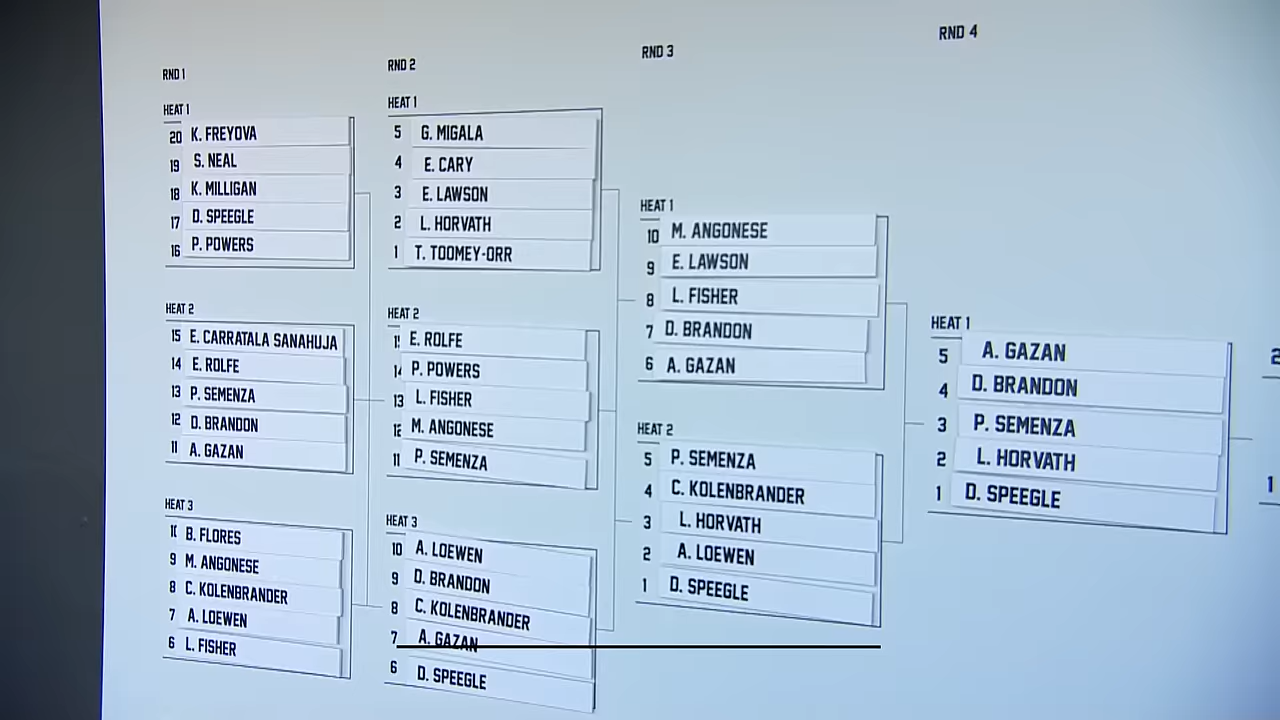 RND 1
HEAT 1
20 K. FREYOVA
19 S. NEAL
18 K. MILLIGAN
17 D. SPEEGLE
16 P. POWERS
HEAT 2
15 E. CARRATALA SANAHUJA
14 E. ROLFE
13 P. SEMENZA
12 D. BRANDON
11 A. GAZAN
HEAT 3
B. FLORES
9 M. ANGONESE
8 C. KOLENBRANDER
7 A. LOEWEN
6 L. FISHER
RND 2
HEAT 1
5 G. MIGALA
4 E. CARY
3 E. LAWSON
2 L. HORVATH
1 T. TOOMEY-ORR
HEAT 2
E. ROLFE
P. POWERS
13 L. FISHER
M. ANGONESE
11 P. SEMENZA
HEAT 3
10 A. LOEWEN
9 D. BRANDON
8 C. KOLENBRANDER
7 A. GAZAN
6 D. SPEEGLE
RND 3
HEAT 1
10 M. ANGONESE
9 E. LAWSON
8 L. FISHER
7 D. BRANDON
6 A. GAZAN
HEAT 2
5 P. SEMENZA
4 C. KOLENBRANDER
3 L. HORVATH
2 A. LOEWEN
1 D. SPEEGLE
RND 4
HEAT 1
5 A. GAZAN
4 D. BRANDON
3 P. SEMENZA
2 L. HORVATH
1 D. SPEEGLE
2
1